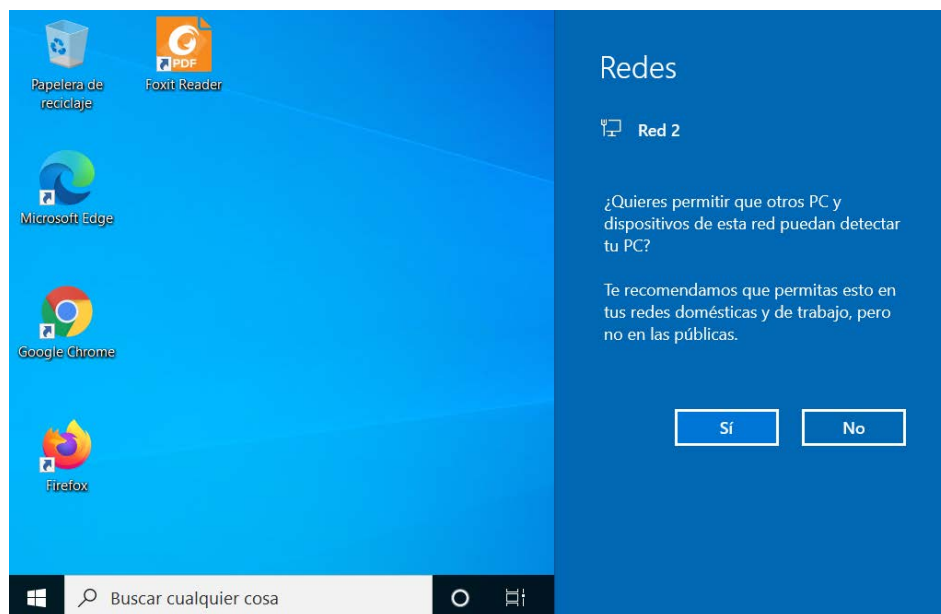 Papelera de
reciclaje
PDF
Foxit Reader
Microsoft Edge
Google Chrome
Firefox
Buscar cualquier cosa
Redes
Red 2
¿Quieres permitir que otros PC y
dispositivos de esta red puedan detectar
tu PC?
Te recomendamos que permitas esto en
tus redes domésticas y de trabajo, pero
no en las públicas.
Sí
No